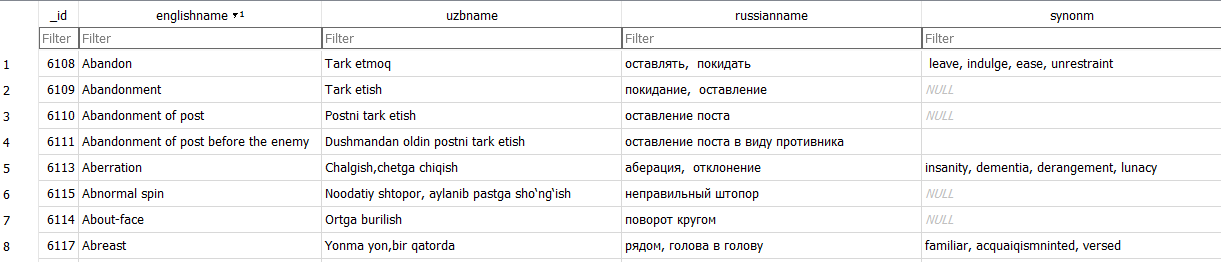 _id englishname 1 uzbname russianname synonm
Filter Filter Filter Filter Filter
1 6108 Abandon Tark etmoq оставлять, покидать leave, indulge, ease, unrestraint
2 6109 Abandonment Tark etish покидание, оставление NULL
3 6110 Abandonment of post Postni tark etish оставление поста NULL
4 6111 Abandonment of post before the enemy Dushmandan oldin postni tark etish оставление поста в виду противника
5 6113 Aberration Chalgish,chetga chiqish аберация, отклонение insanity, dementia, derangement, lunacy
6 6115 Abnormal spin Noodatiy shtopor, aylanib pastga sho‘ng‘ish неправильный штопор NULL
7 6114 About-face Ortga burilish поворот кругом NULL
8 6117 Abreast Yonma yon,bir qatorda рядом, голова в голову familiar, acquaiqismninted, versed